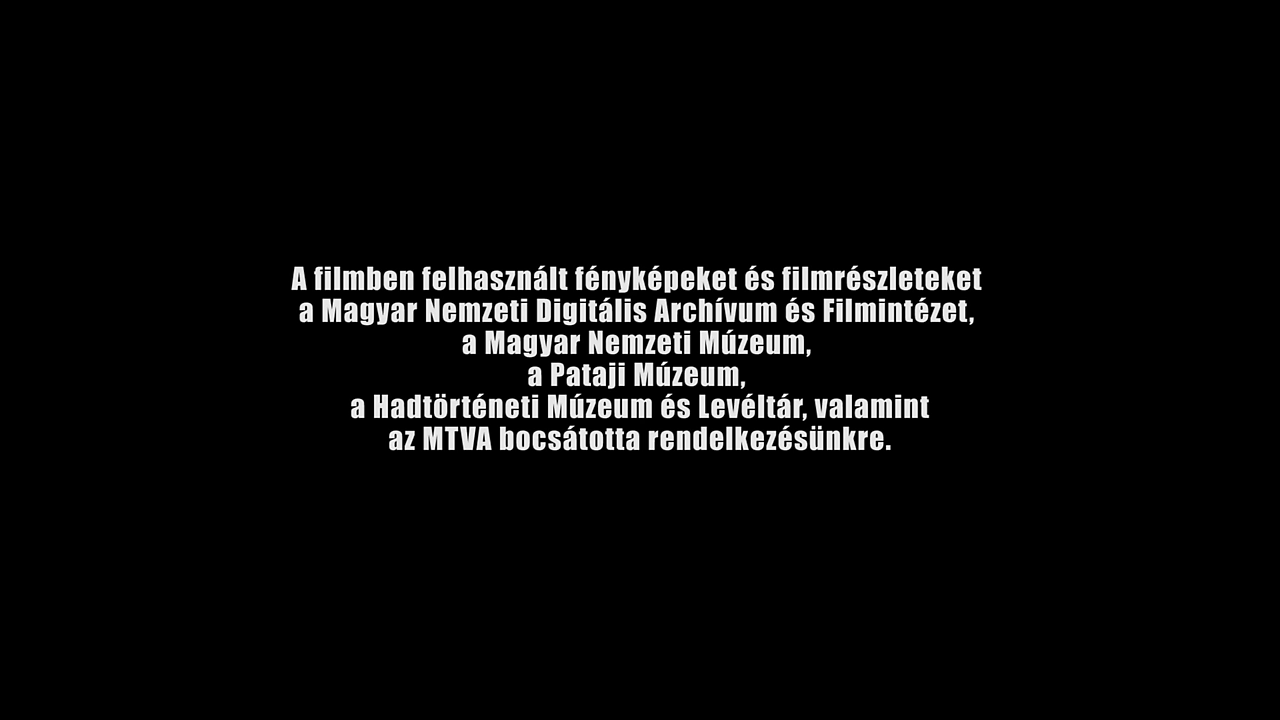 A filmben felhasznált fényképeket és filmrészleteket
a Magyar Nemzeti Digitális Archívum és Filmintézet,
a Magyar Nemzeti Múzeum,
a Pataji Múzeum,
a Hadtörténeti Múzeum és Levéltár, valamint
az MTVA bocsátotta rendelkezésünkre.